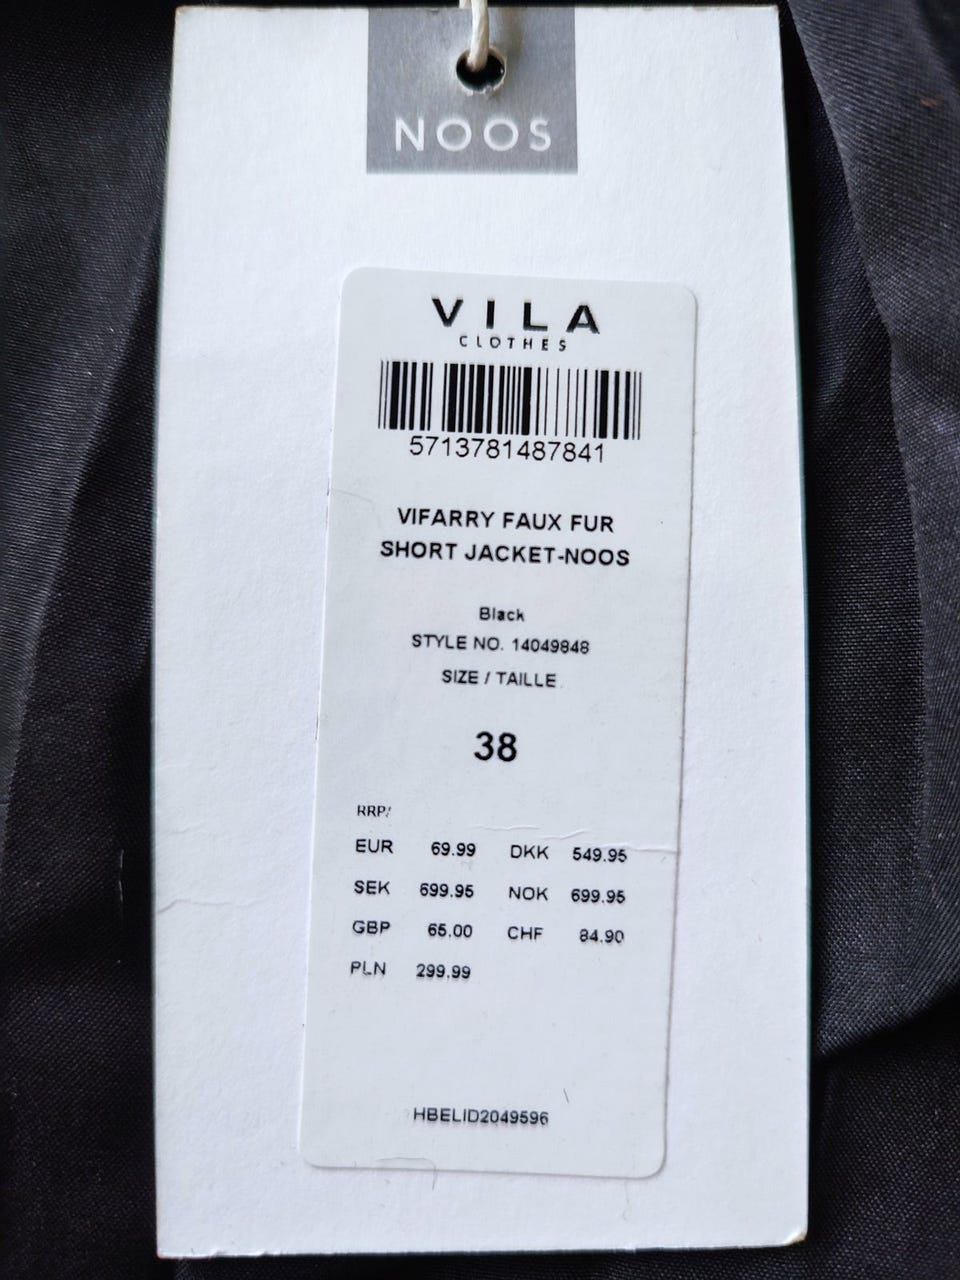 NOOS
VILA
CLOTHES
5713781487841
VIFARRY FAUX FUR
SHORT JACKET-NOOS
Black
STYLE NO. 14049848
SIZE / TAILLE
38
RRP/
EUR 69.99 DKK 549.95
SEK 699.95 NOK 699.95
GBP 65.00 CHF 84.90
PLN 299.99
HBELID2049596